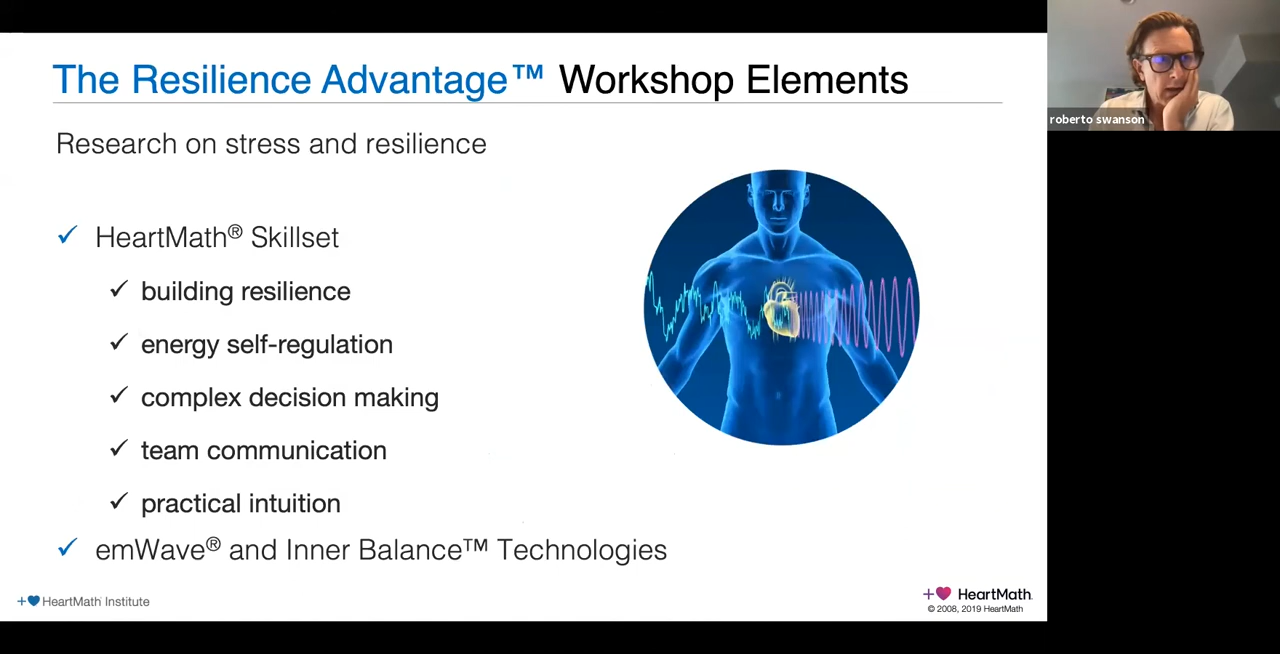 The Resilience Advantage™ Workshop Elements
Research on stress and resilience
✓ HeartMath® Skillset
✓ building resilience
✓ energy self-regulation
✓ complex decision making
✓ team communication
✓ practical intuition
✓ emWave® and Inner Balance™ Technologies
HeartMath Institute
HeartMath
© 2008, 2019 HeartMath
roberto swanson